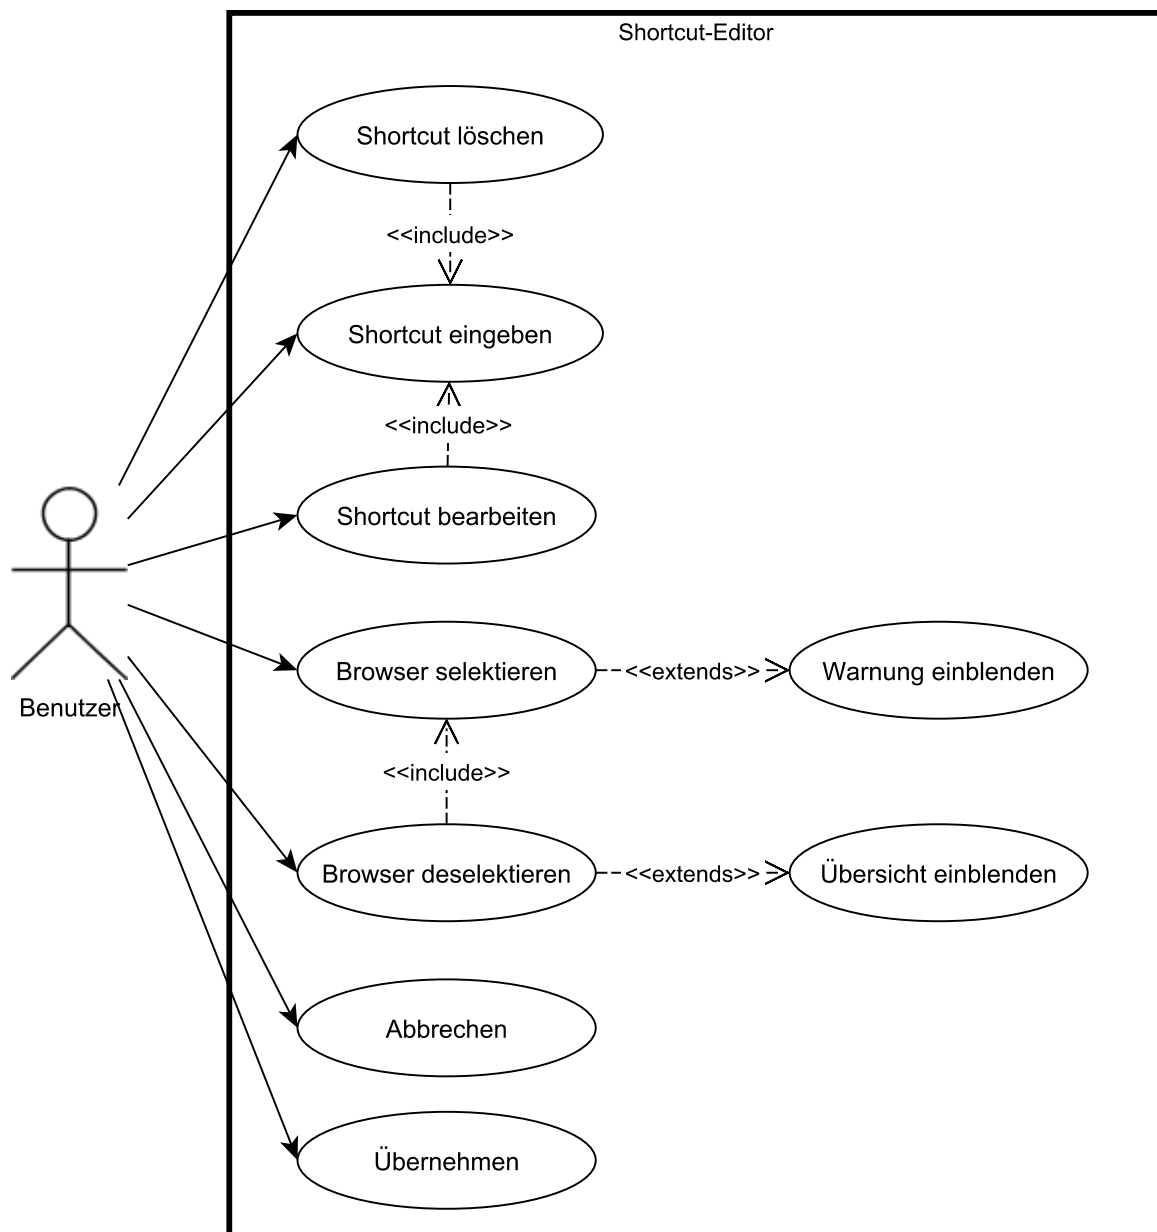 Shortcut-Editor
Shortcut löschen
<<include>>
Shortcut eingeben
<<include>>
Shortcut bearbeiten
Browser selektieren
<<extends>>
Warnung einblenden
Benutzer
<<include>>
Browser deselektieren
<<extends>>
Übersicht einblenden
Abbrechen
Übernehmen